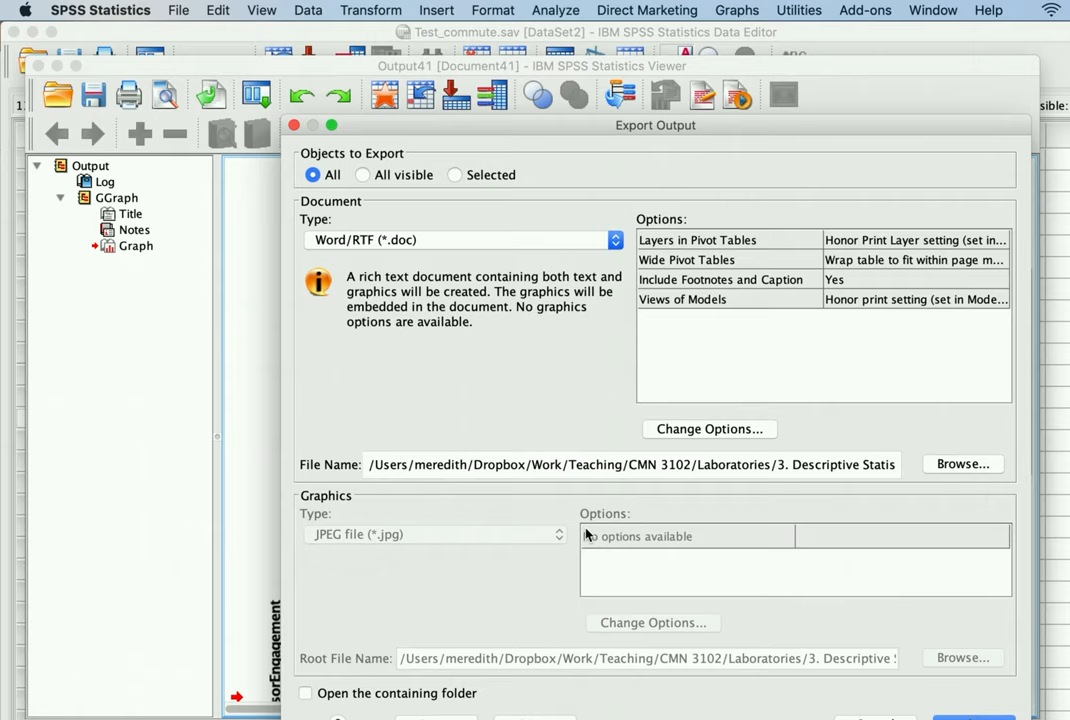 SPSS Statistics File Edit View Data Transform Insert Format Analyze Direct Marketing Graphs Utilities Add-ons Window Help
Test_commute.sav [DataSet2] - IBM SPSS Statistics Data Editor
Output41 [Document41] - IBM SPSS Statistics Viewer
sible:
Export Output
Output
Log
GGraph
Title
Notes
Graph
Objects to Export
All All visible Selected
Document
Type: Options:
Word/RTF (*.doc)
Layers in Pivot Tables Honor Print Layer setting (set in...
Wide Pivot Tables Wrap table to fit within page m...
Include Footnotes and Caption Yes
Views of Models Honor print setting (set in Mode...
A rich text document containing both text and
graphics will be created. The graphics will be
embedded in the document. No graphics
options are available.
Change Options...
File Name: /Users/meredith/Dropbox/Work/Teaching/CMN 3102/Laboratories/3. Descriptive Statis Browse...
Graphics
Type: Options:
JPEG file (*.jpg) options available
Change Options...
Root File Name: /Users/meredith/Dropbox/Work/Teaching/CMN 3102/Laboratories/3. Descriptive Browse...
Open the containing folder
sorEngagement